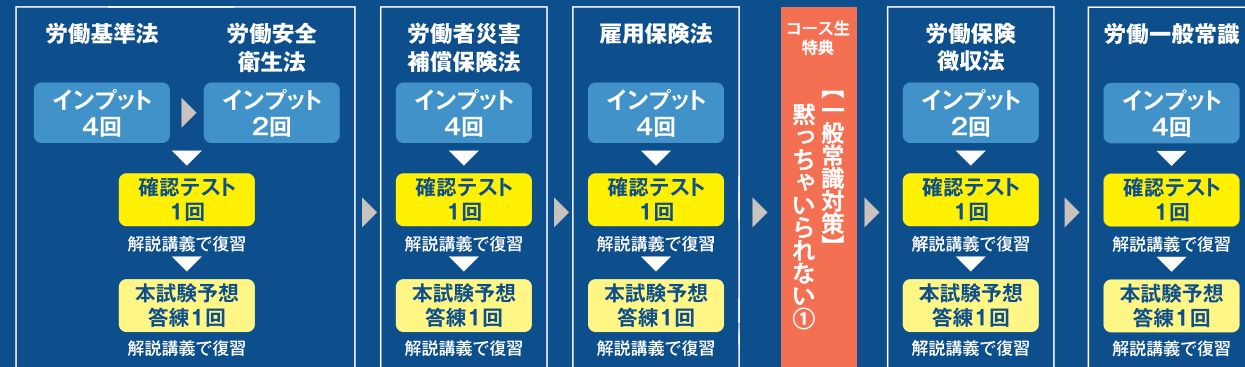 労働基準法
労働安全
衛生法
インプット
4回
インプット
2回
確認テスト
1回
解説講義で復習
本試験予想
答練1回
解説講義で復習
労働者災害
補償保険法
インプット
4回
確認テスト
1回
解説講義で復習
本試験予想
答練1回
解説講義で復習
雇用保険法
インプット
4回
確認テスト
1回
解説講義で復習
本試験予想
答練1回
解説講義で復習
コース生
特典
【一般常識対策】
黙っちゃいられない①
労働保険
徴収法
インプット
2回
確認テスト
1回
解説講義で復習
本試験予想
答練1回
解説講義で復習
労働一般常識
インプット
4回
確認テスト
1回
解説講義で復習
本試験予想
答練1回
解説講義で復習